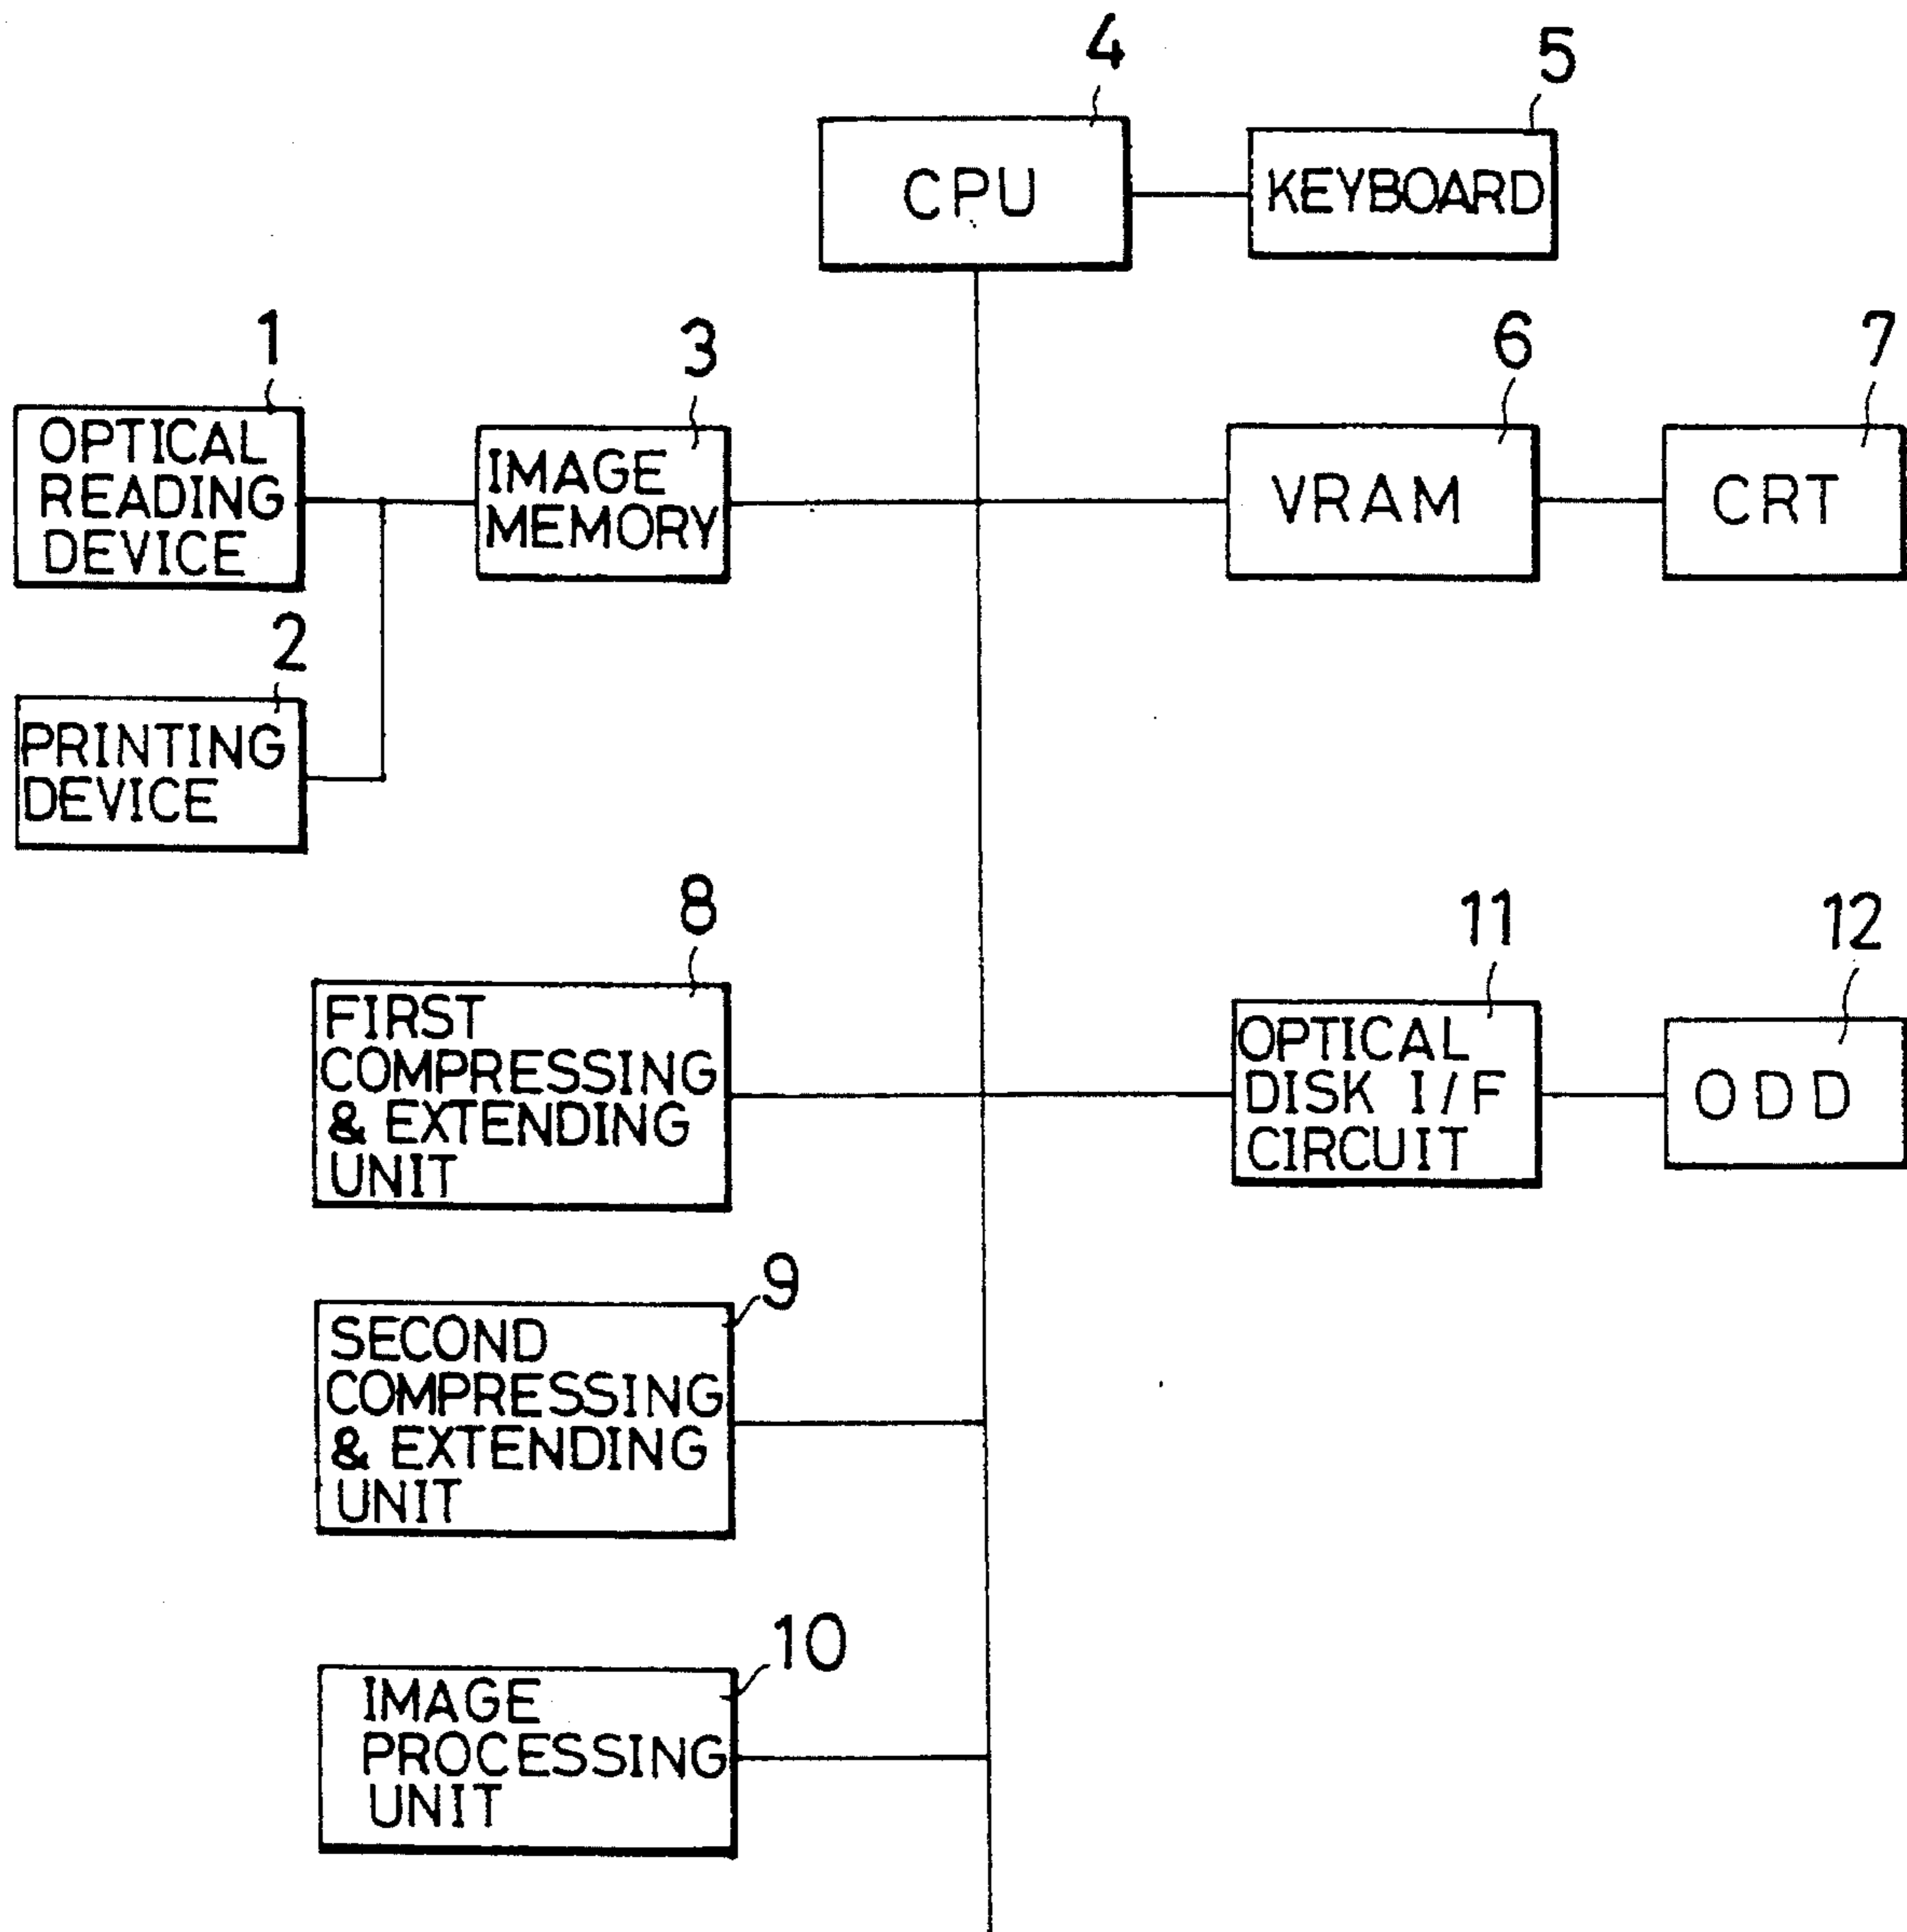 4
5
CPU
KEYBOARD
1
3
6
7
OPTICAL
READING
DEVICE
IMAGE
MEMORY
VRAM
CRT
2
PRINTING
DEVICE
8
11
12
FIRST
COMPRESSING
& EXTENDING
UNIT
OPTICAL
DISK I/F
CIRCUIT
ODD
9
SECOND
COMPRESSING
& EXTENDING
UNIT
10
IMAGE
PROCESSING
UNIT